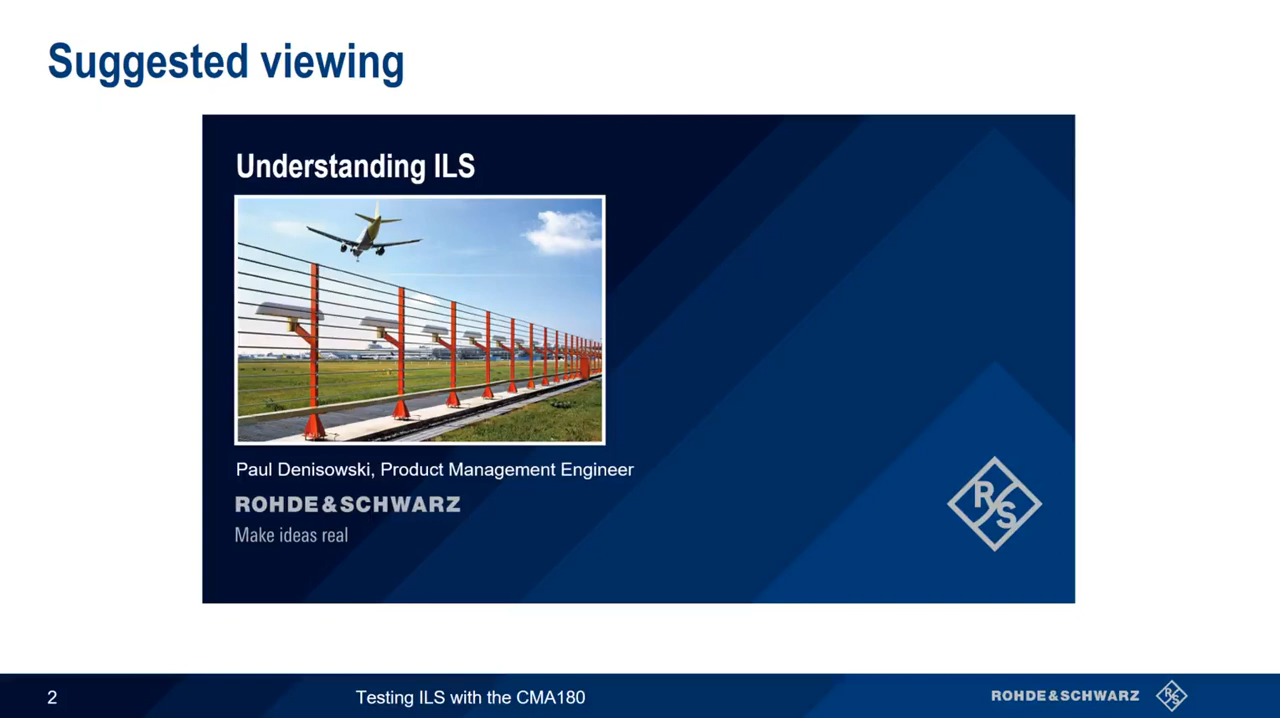 Suggested viewing
Understanding ILS
Paul Denisowski, Product Management Engineer
ROHDE&SCHWARZ
Make ideas real
R S
2
Testing ILS with the CMA180
ROHDE&SCHWARZ
R S